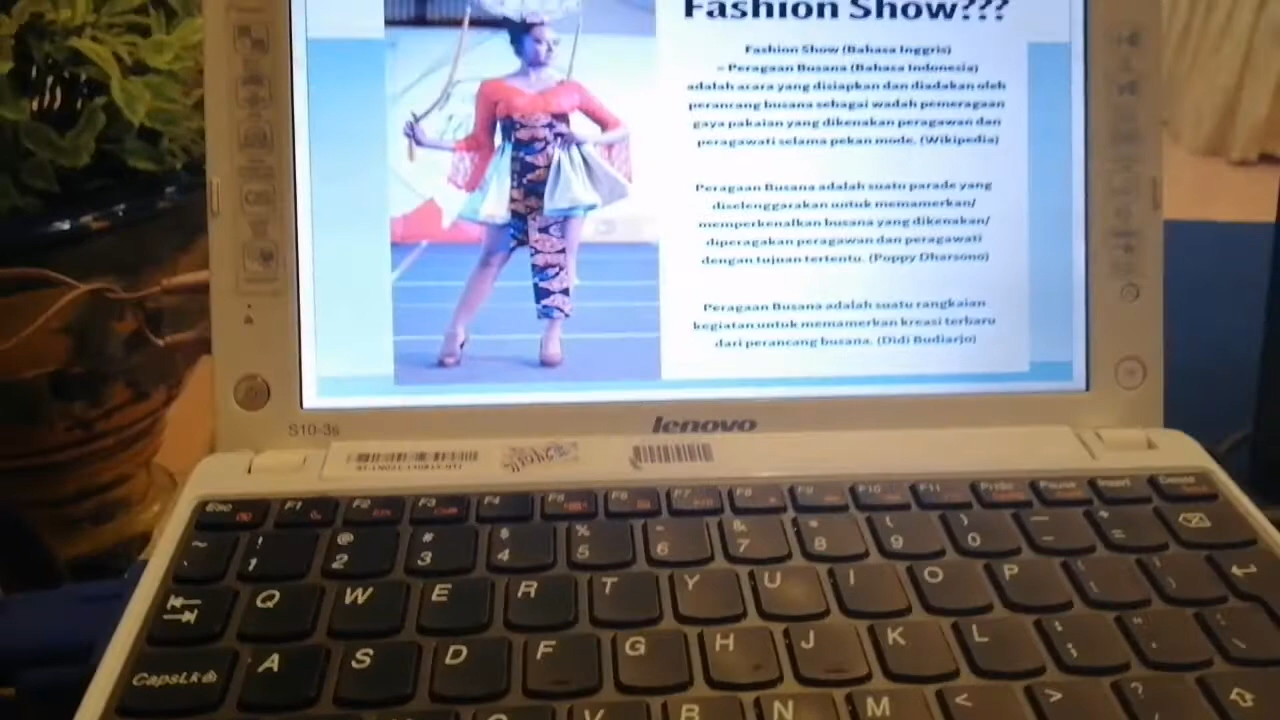 Fashion Show???
Fashion Show (Bahasa Inggris)
= Peragaan Busana (Bahasa Indonesia)
adalah acara yang disiapkan dan diadakan oleh
perancang busana sebagai wadah pemeragaan
gaya pakaian yang dikenakan peragawan dan
peragawati selama pekan mode. (Wikipedia)
Peragaan Busana adalah suatu parade yang
diselenggarakan untuk memamerkan/
memperkenalkan busana yang dikenakan/
diperagakan peragawan dan peragawati
dengan tujuan tertentu. (Poppy Dharsono)
Peragaan Busana adalah suatu rangkaian
kegiatan untuk memamerkan kreasi terbaru
dari perancang busana. (Didi Budiarjo)
S10-3s
lenovo
Esc F1 F2 F3 F4 F5 F6 F7 F8 F9 F10 F11 PrtSc Pause Insert Delete
~ ! @ # $ % ^ & * ( ) — +
` 1 2 3 4 5 6 7 8 9 0 - =
Q W E R T Y U I O P
CapsLk A S D F G H J K L : ;
V B N M < > ?